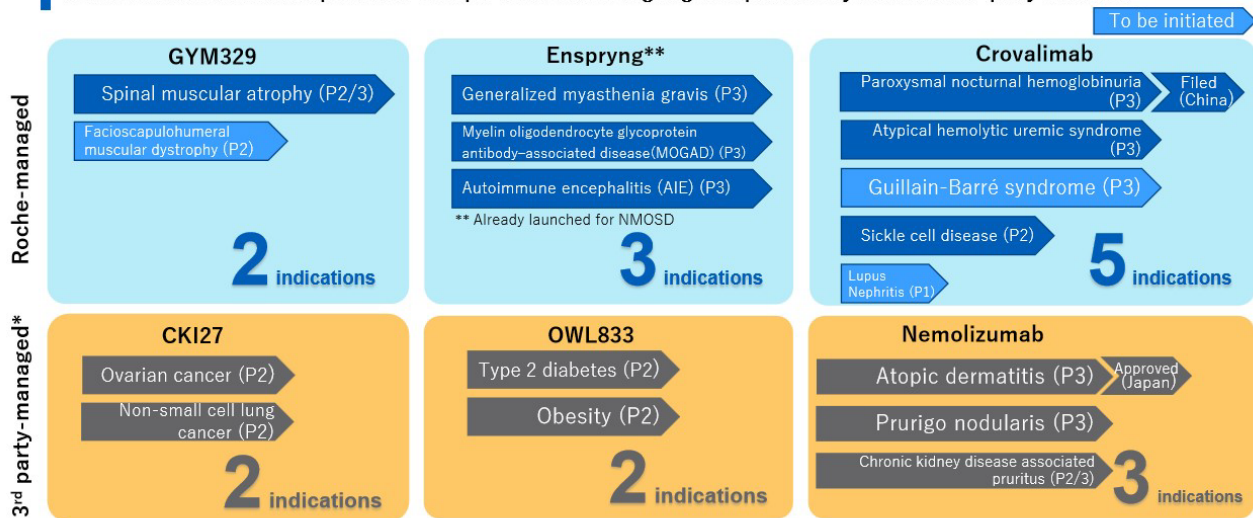 To be initiated
Roche-managed
GYM329
Spinal muscular atrophy (P2/3)
Facioscapulohumeral
muscular dystrophy (P2)
2 indications
Enspryng**
Generalized myasthenia gravis (P3)
Myelin oligodendrocyte glycoprotein
antibody–associated disease(MOGAD) (P3)
Autoimmune encephalitis (AIE) (P3)
** Already launched for NMOSD
3 indications
Crovalimab
Paroxysmal nocturnal hemoglobinuria
(P3)
Filed
(China)
Atypical hemolytic uremic syndrome
(P3)
Guillain-Barré syndrome (P3)
Sickle cell disease (P2)
Lupus
Nephritis (P1)
5 indications
3rd party-managed*
CKI27
Ovarian cancer (P2)
Non-small cell lung
cancer (P2)
2 indications
OWL833
Type 2 diabetes (P2)
Obesity (P2)
2 indications
Nemolizumab
Atopic dermatitis (P3)
Approved
(Japan)
Prurigo nodularis (P3)
Chronic kidney disease associated
pruritus (P2/3)
3 indications